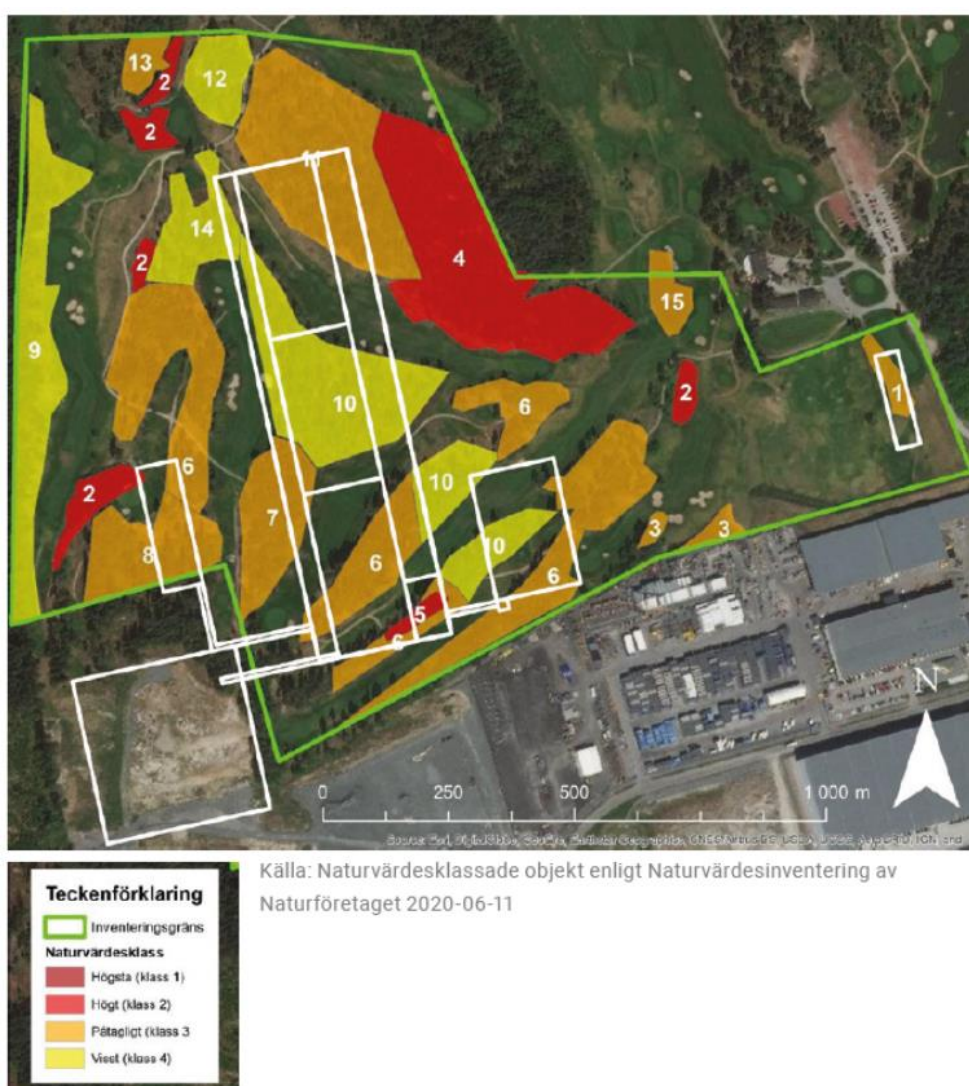 13
2
12
2
11
14
4
2
15
9
1
10
6
2
6
2
10
7
10
8
3
3
6
6
5
6
N
0
250
500
1 000 m
Teckenförklaring
Inventeringsgräns
Naturvärdesklass
Högsta (klass 1)
Högt (klass 2)
Påtagligt (klass 3
Visst (klass 4)
Källa: Naturvärdesklassade objekt enligt Naturvärdesinventering av
Naturföretaget 2020-06-11